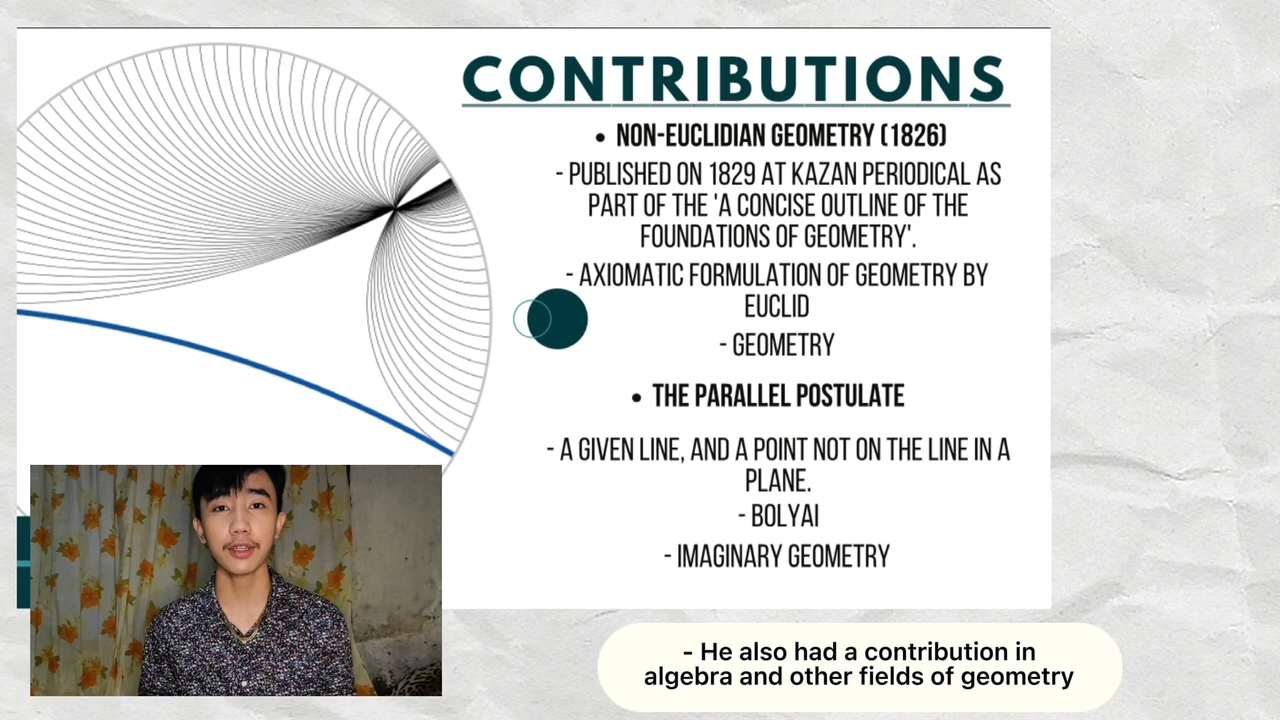 CONTRIBUTIONS
• NON-EUCLIDIAN GEOMETRY (1826)
- PUBLISHED ON 1829 AT KAZAN PERIODICAL AS
PART OF THE 'A CONCISE OUTLINE OF THE
FOUNDATIONS OF GEOMETRY'.
- AXIOMATIC FORMULATION OF GEOMETRY BY
EUCLID
- GEOMETRY
• THE PARALLEL POSTULATE
- A GIVEN LINE, AND A POINT NOT ON THE LINE IN A
PLANE.
- BOLYAI
- IMAGINARY GEOMETRY
- He also had a contribution in
algebra and other fields of geometry